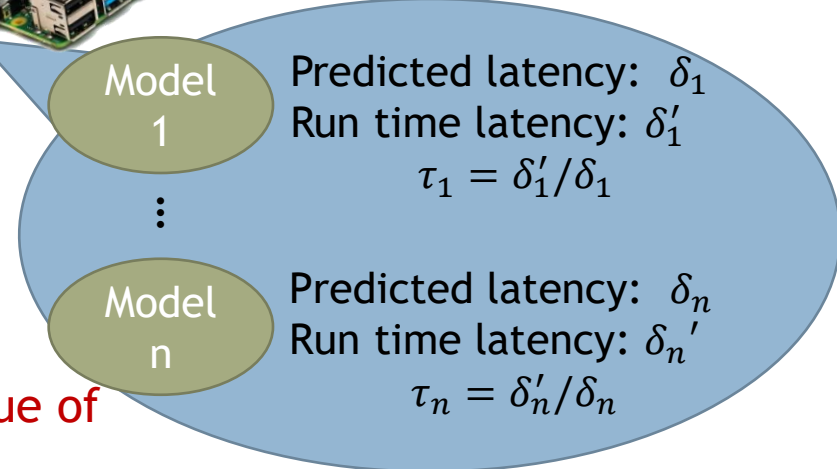 Model
1
Predicted latency: δ₁
Run time latency: δ₁′
τ₁ = δ₁′/δ₁
⋮
Model
n
Predicted latency: δₙ
Run time latency: δₙ′
τₙ = δₙ′/δₙ
ue of